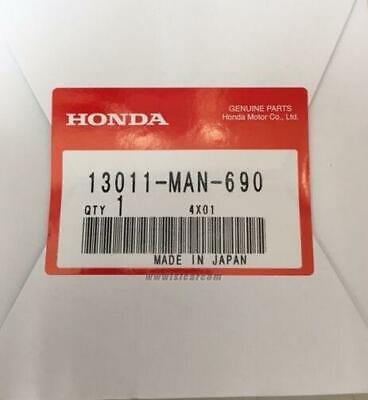 GENUINE PARTS
HONDA Honda Motor Co., Ltd.
13011-MAN-690
QTY 1 4X01
MADE IN JAPAN